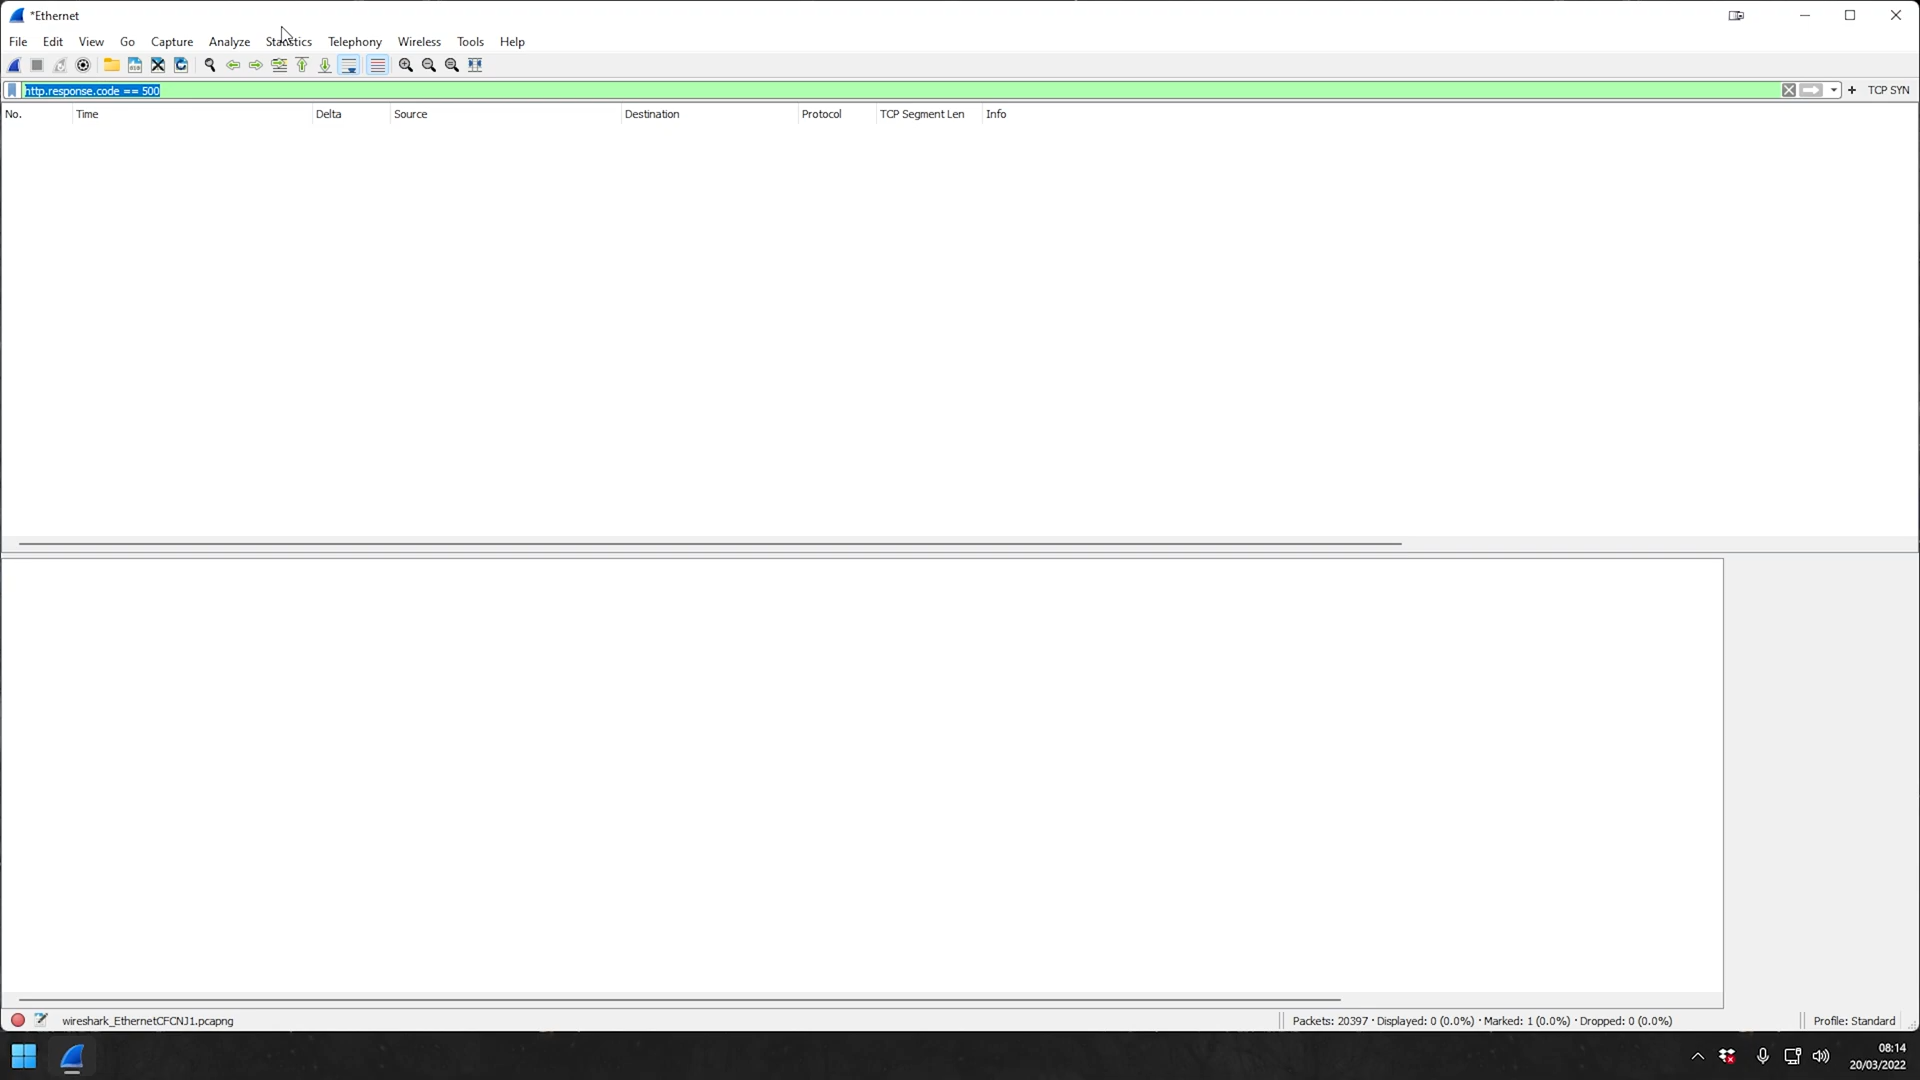 *Ethernet
File Edit View Go Capture Analyze Statistics Telephony Wireless Tools Help
http.response.code == 500
TCP SYN
No. Time Delta Source Destination Protocol TCP Segment Len Info
wireshark_EthernetCFCNJ1.pcapng
Packets: 20397 · Displayed: 0 (0.0%) · Marked: 1 (0.0%) · Dropped: 0 (0.0%)
Profile: Standard
08:14
20/03/2022